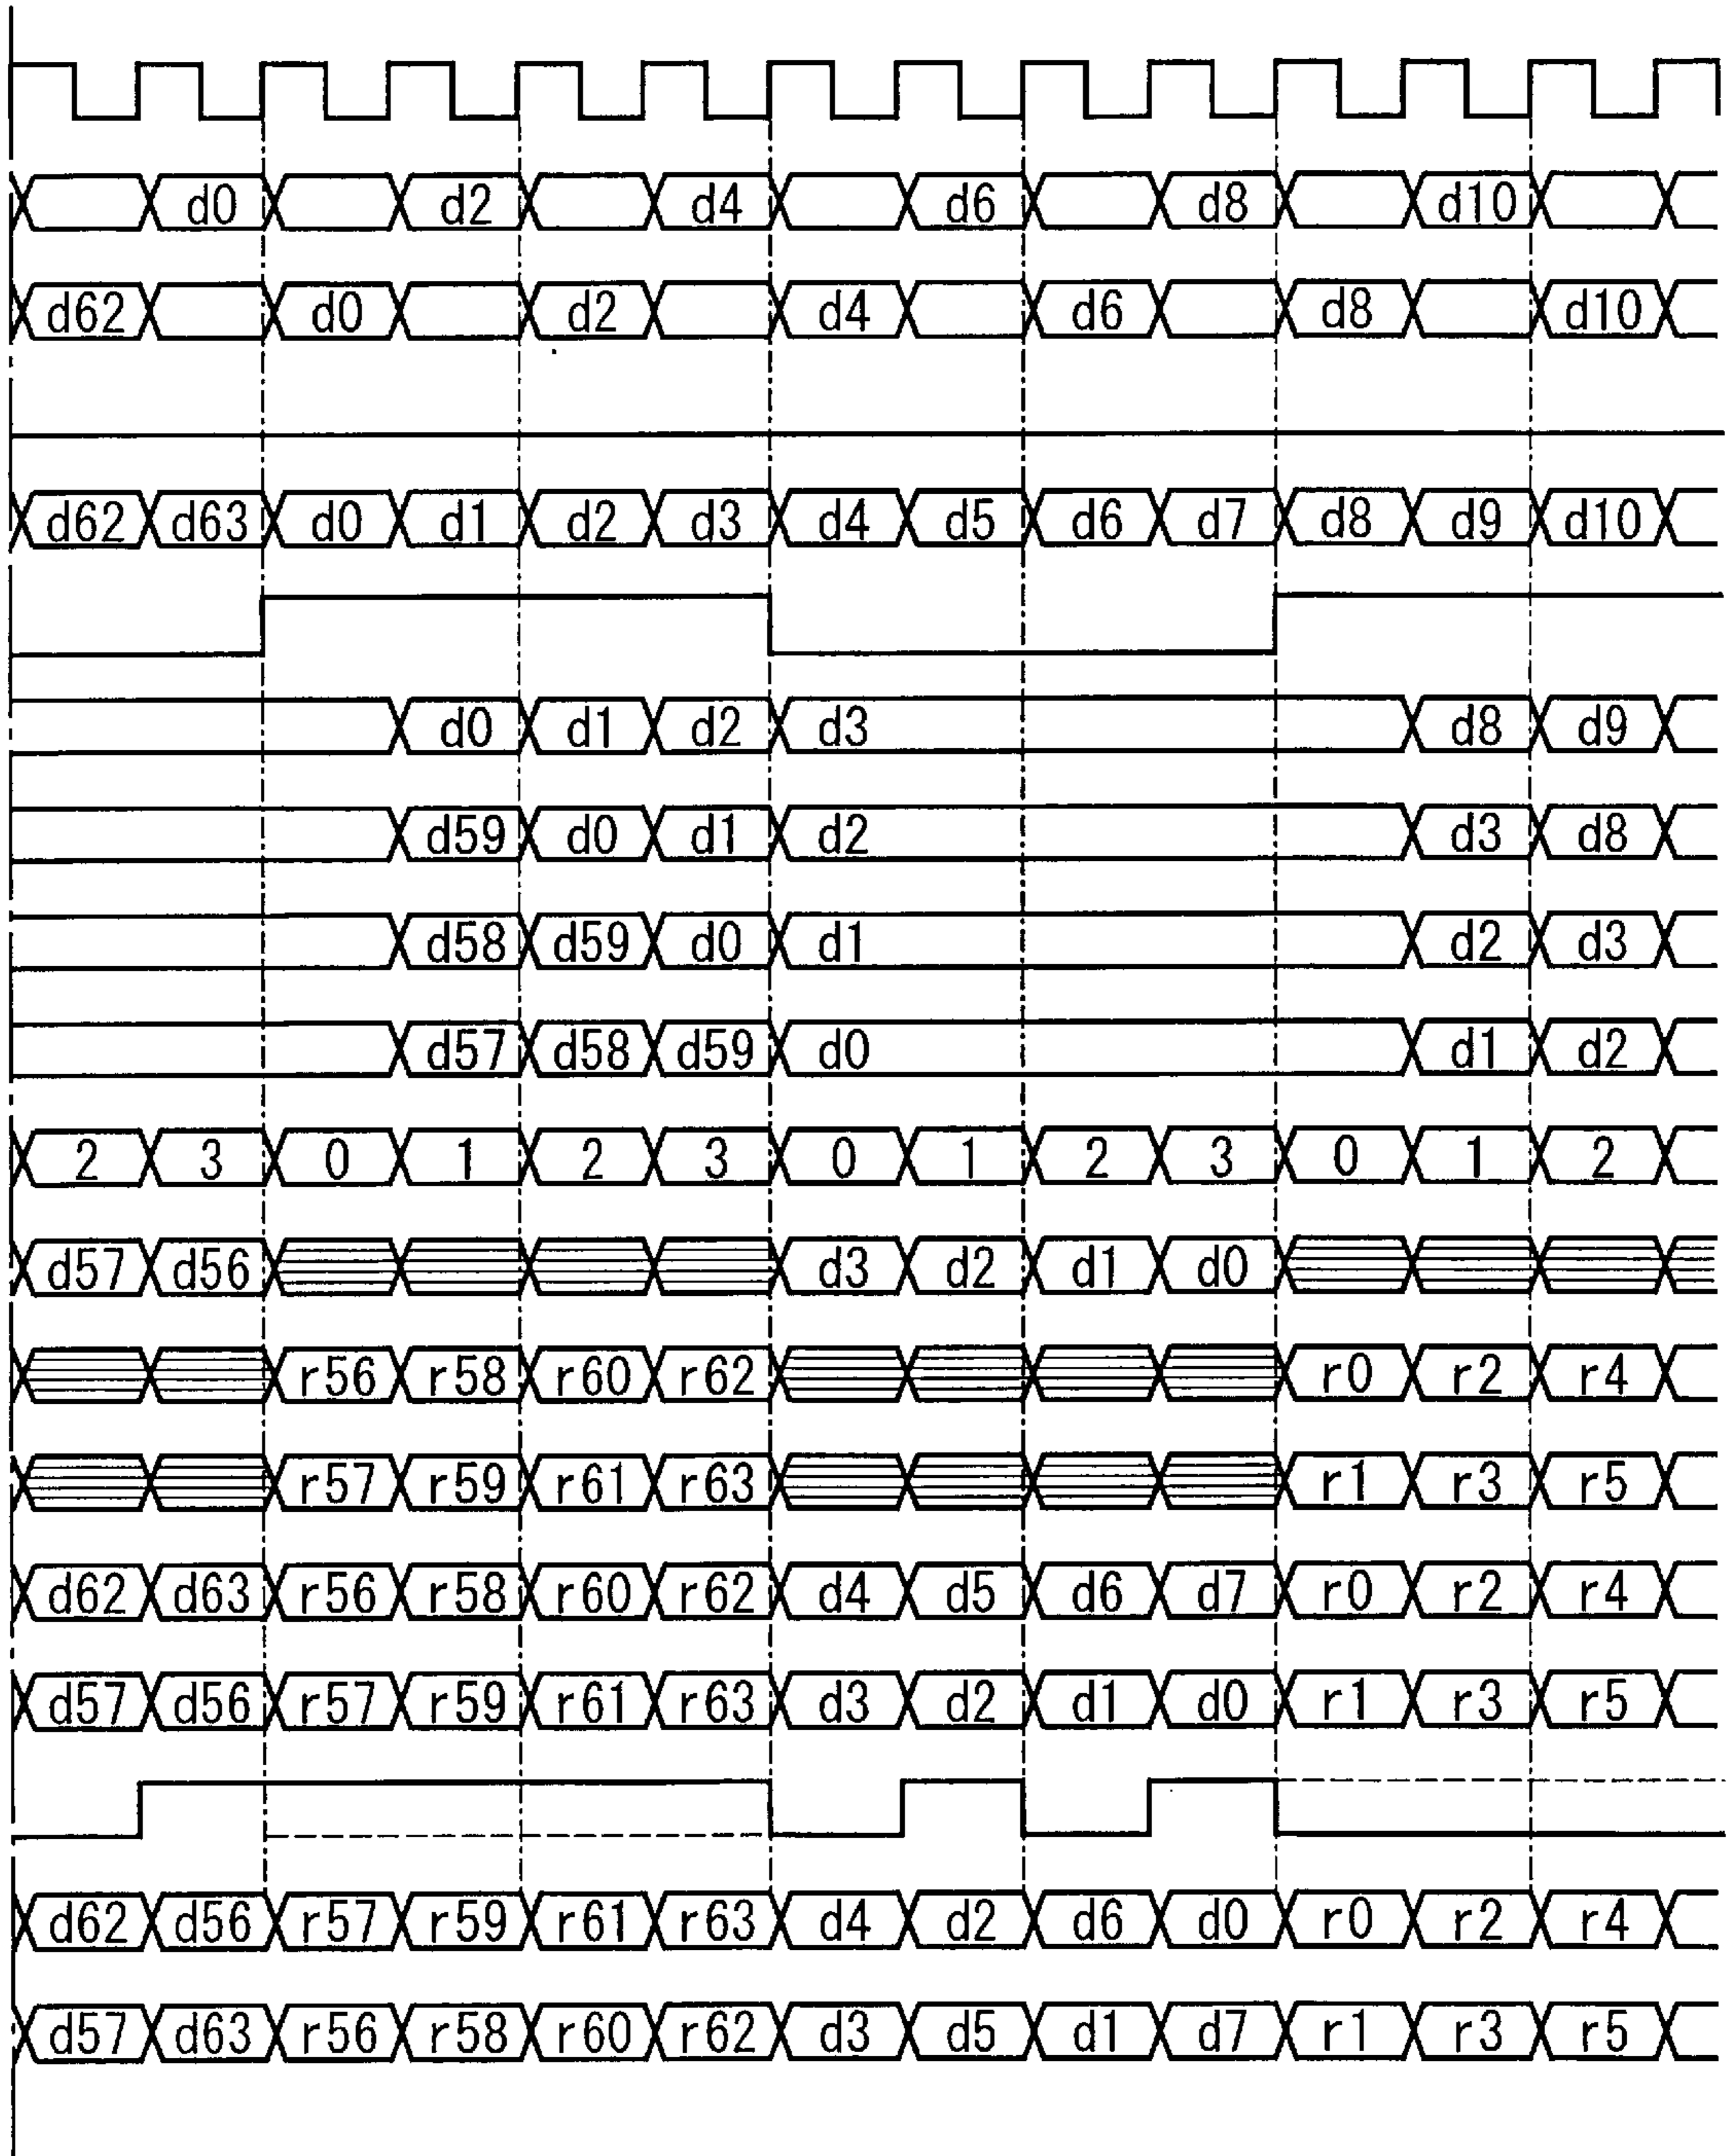 d0 d2 d4 d6 d8 d10
d62 d0 d2 d4 d6 d8 d10
d62 d63 d0 d1 d2 d3 d4 d5 d6 d7 d8 d9 d10
d0 d1 d2 d3 d8 d9
d59 d0 d1 d2 d3 d8
d58 d59 d0 d1 d2 d3
d57 d58 d59 d0 d1 d2
2 3 0 1 2 3 0 1 2 3 0 1 2
d57 d56 d3 d2 d1 d0
r56 r58 r60 r62 r0 r2 r4
r57 r59 r61 r63 r1 r3 r5
d62 d63 r56 r58 r60 r62 d4 d5 d6 d7 r0 r2 r4
d57 d56 r57 r59 r61 r63 d3 d2 d1 d0 r1 r3 r5
d62 d56 r57 r59 r61 r63 d4 d2 d6 d0 r0 r2 r4
d57 d63 r56 r58 r60 r62 d3 d5 d1 d7 r1 r3 r5